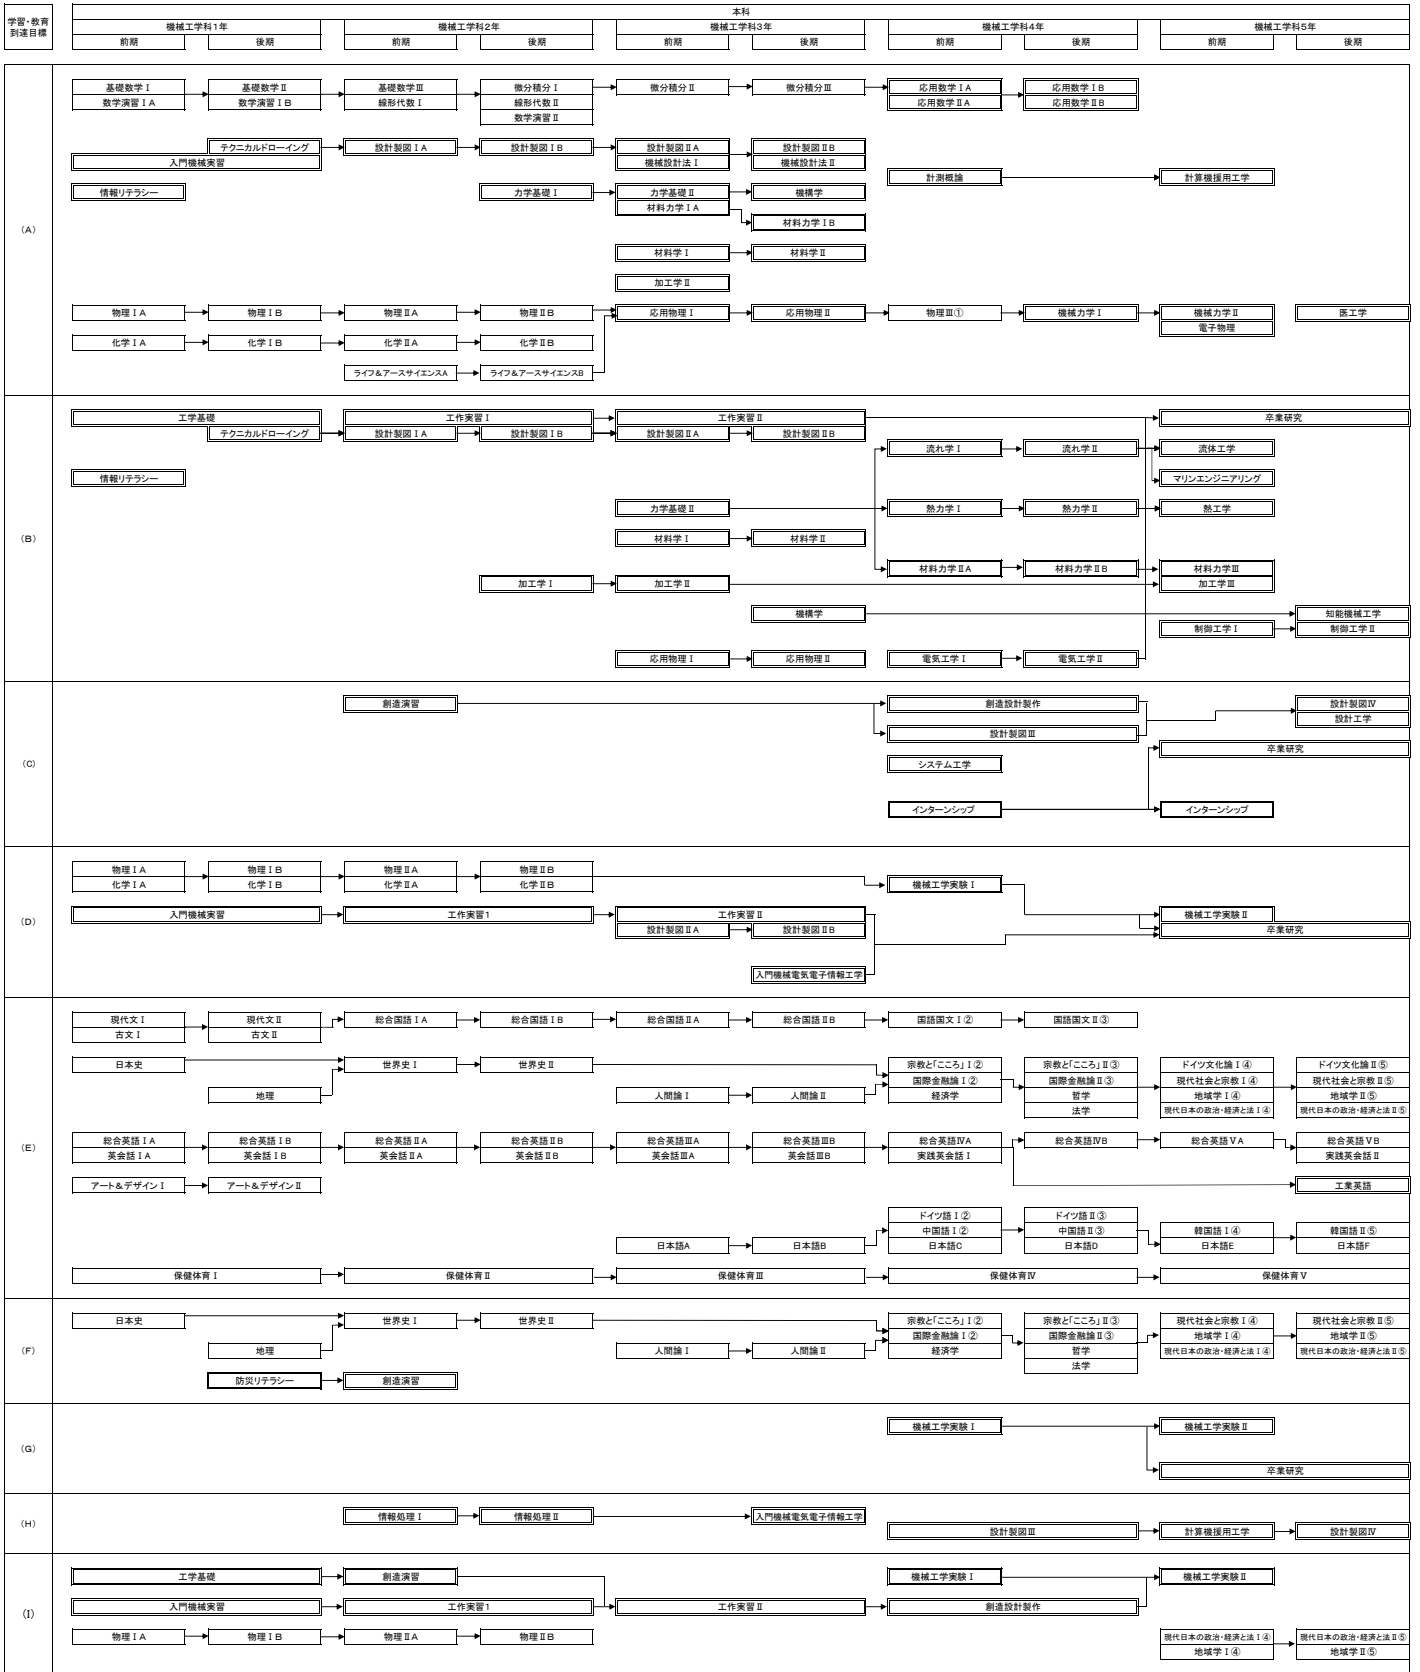 学習・教育
到達目標
本科
機械工学科1年 機械工学科2年 機械工学科3年 機械工学科4年 機械工学科5年
前期 後期 前期 後期 前期 後期 前期 後期 前期 後期
(A)
基礎数学Ⅰ 基礎数学Ⅱ 基礎数学Ⅲ 微分積分Ⅰ 微分積分Ⅱ 微分積分Ⅲ 応用数学ⅠA 応用数学ⅠB
数学演習ⅠA 数学演習ⅠB 線形代数Ⅰ 線形代数Ⅱ 応用数学ⅡA 応用数学ⅡB
数学演習Ⅱ
テクニカルドローイング 設計製図ⅠA 設計製図ⅠB 設計製図ⅡA 設計製図ⅡB
入門機械実習 機械設計法Ⅰ 機械設計法Ⅱ
計測概論 計算機援用工学
情報リテラシー 力学基礎Ⅰ 力学基礎Ⅱ 機構学
材料力学ⅠA
材料力学ⅠB
材料学Ⅰ 材料学Ⅱ
加工学Ⅱ
物理ⅠA 物理ⅠB 物理ⅡA 物理ⅡB 応用物理Ⅰ 応用物理Ⅱ 物理Ⅲ① 機械力学Ⅰ 機械力学Ⅱ 医工学
電子物理
化学ⅠA 化学ⅠB 化学ⅡA 化学ⅡB
ライフ&アースサイエンスA ライフ&アースサイエンスB
(B)
工学基礎 工作実習Ⅰ 工作実習Ⅱ 卒業研究
テクニカルドローイング 設計製図ⅠA 設計製図ⅠB 設計製図ⅡA 設計製図ⅡB
流れ学Ⅰ 流れ学Ⅱ 流体工学
情報リテラシー マリンエンジニアリング
力学基礎Ⅱ 熱力学Ⅰ 熱力学Ⅱ 熱工学
材料学Ⅰ 材料学Ⅱ
材料力学ⅡA 材料力学ⅡB 材料力学Ⅲ
加工学Ⅰ 加工学Ⅱ 加工学Ⅲ
機構学 知能機械工学
制御工学Ⅰ 制御工学Ⅱ
応用物理Ⅰ 応用物理Ⅱ 電気工学Ⅰ 電気工学Ⅱ
(C)
創造演習 創造設計製作 設計製図Ⅳ
設計工学
設計製図Ⅲ
卒業研究
システム工学
インターンシップ インターンシップ
(D)
物理ⅠA 物理ⅠB 物理ⅡA 物理ⅡB
化学ⅠA 化学ⅠB 化学ⅡA 化学ⅡB 機械工学実験Ⅰ
入門機械実習 工作実習1 工作実習Ⅱ 機械工学実験Ⅱ
設計製図ⅡA 設計製図ⅡB 卒業研究
入門機械電気電子情報工学
(E)
現代文Ⅰ 現代文Ⅱ 総合国語ⅠA 総合国語ⅠB 総合国語ⅡA 総合国語ⅡB 国語国文Ⅰ② 国語国文Ⅱ③
古文Ⅰ 古文Ⅱ
日本史 世界史Ⅰ 世界史Ⅱ 宗教と「こころ」Ⅰ② 宗教と「こころ」Ⅱ③ ドイツ文化論Ⅰ④ ドイツ文化論Ⅱ⑤
国際金融論Ⅰ② 国際金融論Ⅱ③ 現代社会と宗教Ⅰ④ 現代社会と宗教Ⅱ⑤
地理 人間論Ⅰ 人間論Ⅱ 経済学 哲学 地域学Ⅰ④ 地域学Ⅱ⑤
法学 現代日本の政治・経済と法Ⅰ④ 現代日本の政治・経済と法Ⅱ⑤
総合英語ⅠA 総合英語ⅠB 総合英語ⅡA 総合英語ⅡB 総合英語ⅢA 総合英語ⅢB 総合英語ⅣA 総合英語ⅣB 総合英語ⅤA 総合英語ⅤB
英会話ⅠA 英会話ⅠB 英会話ⅡA 英会話ⅡB 英会話ⅢA 英会話ⅢB 実践英会話Ⅰ 実践英会話Ⅱ
アート&デザインⅠ アート&デザインⅡ 工業英語
ドイツ語Ⅰ② ドイツ語Ⅱ③
中国語Ⅰ② 中国語Ⅱ③ 韓国語Ⅰ④ 韓国語Ⅱ⑤
日本語A 日本語B 日本語C 日本語D 日本語E 日本語F
保健体育Ⅰ 保健体育Ⅱ 保健体育Ⅲ 保健体育Ⅳ 保健体育Ⅴ
(F)
日本史 世界史Ⅰ 世界史Ⅱ 宗教と「こころ」Ⅰ② 宗教と「こころ」Ⅱ③ 現代社会と宗教Ⅰ④ 現代社会と宗教Ⅱ⑤
国際金融論Ⅰ② 国際金融論Ⅱ③ 地域学Ⅰ④ 地域学Ⅱ⑤
地理 人間論Ⅰ 人間論Ⅱ 経済学 哲学 現代日本の政治・経済と法Ⅰ④ 現代日本の政治・経済と法Ⅱ⑤
法学
防災リテラシー 創造演習
(G)
機械工学実験Ⅰ 機械工学実験Ⅱ
卒業研究
(H)
情報処理Ⅰ 情報処理Ⅱ 入門機械電気電子情報工学
設計製図Ⅲ 計算機援用工学 設計製図Ⅳ
(I)
工学基礎 創造演習 機械工学実験Ⅰ 機械工学実験Ⅱ
入門機械実習 工作実習1 工作実習Ⅱ 創造設計製作
物理ⅠA 物理ⅠB 物理ⅡA 物理ⅡB 現代日本の政治・経済と法Ⅰ④ 現代日本の政治・経済と法Ⅱ⑤
地域学Ⅰ④ 地域学Ⅱ⑤